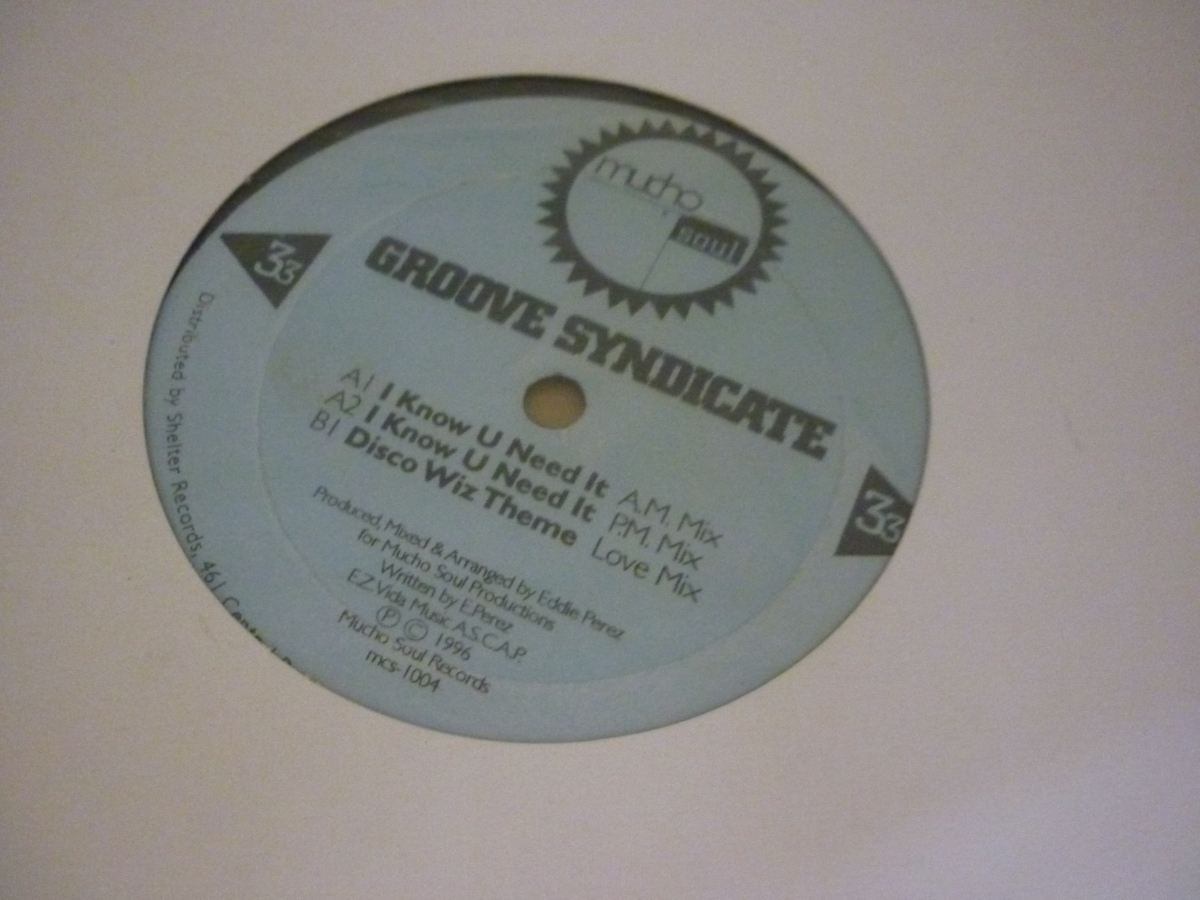 mucho
soul
33
GROOVE SYNDICATE
33
A1 I Know U Need It A.M. Mix
A2 I Know U Need It P.M. Mix
B1 Disco Wiz Theme Love Mix
Produced, Mixed & Arranged by Eddie Perez
for Mucho Soul Productions
Written by E.Perez
E.Z.Vida Music A.S.C.A.P.
Ⓟ © 1996
Mucho Soul Records
mcs-1004
Distributed by Shelter Records, 461